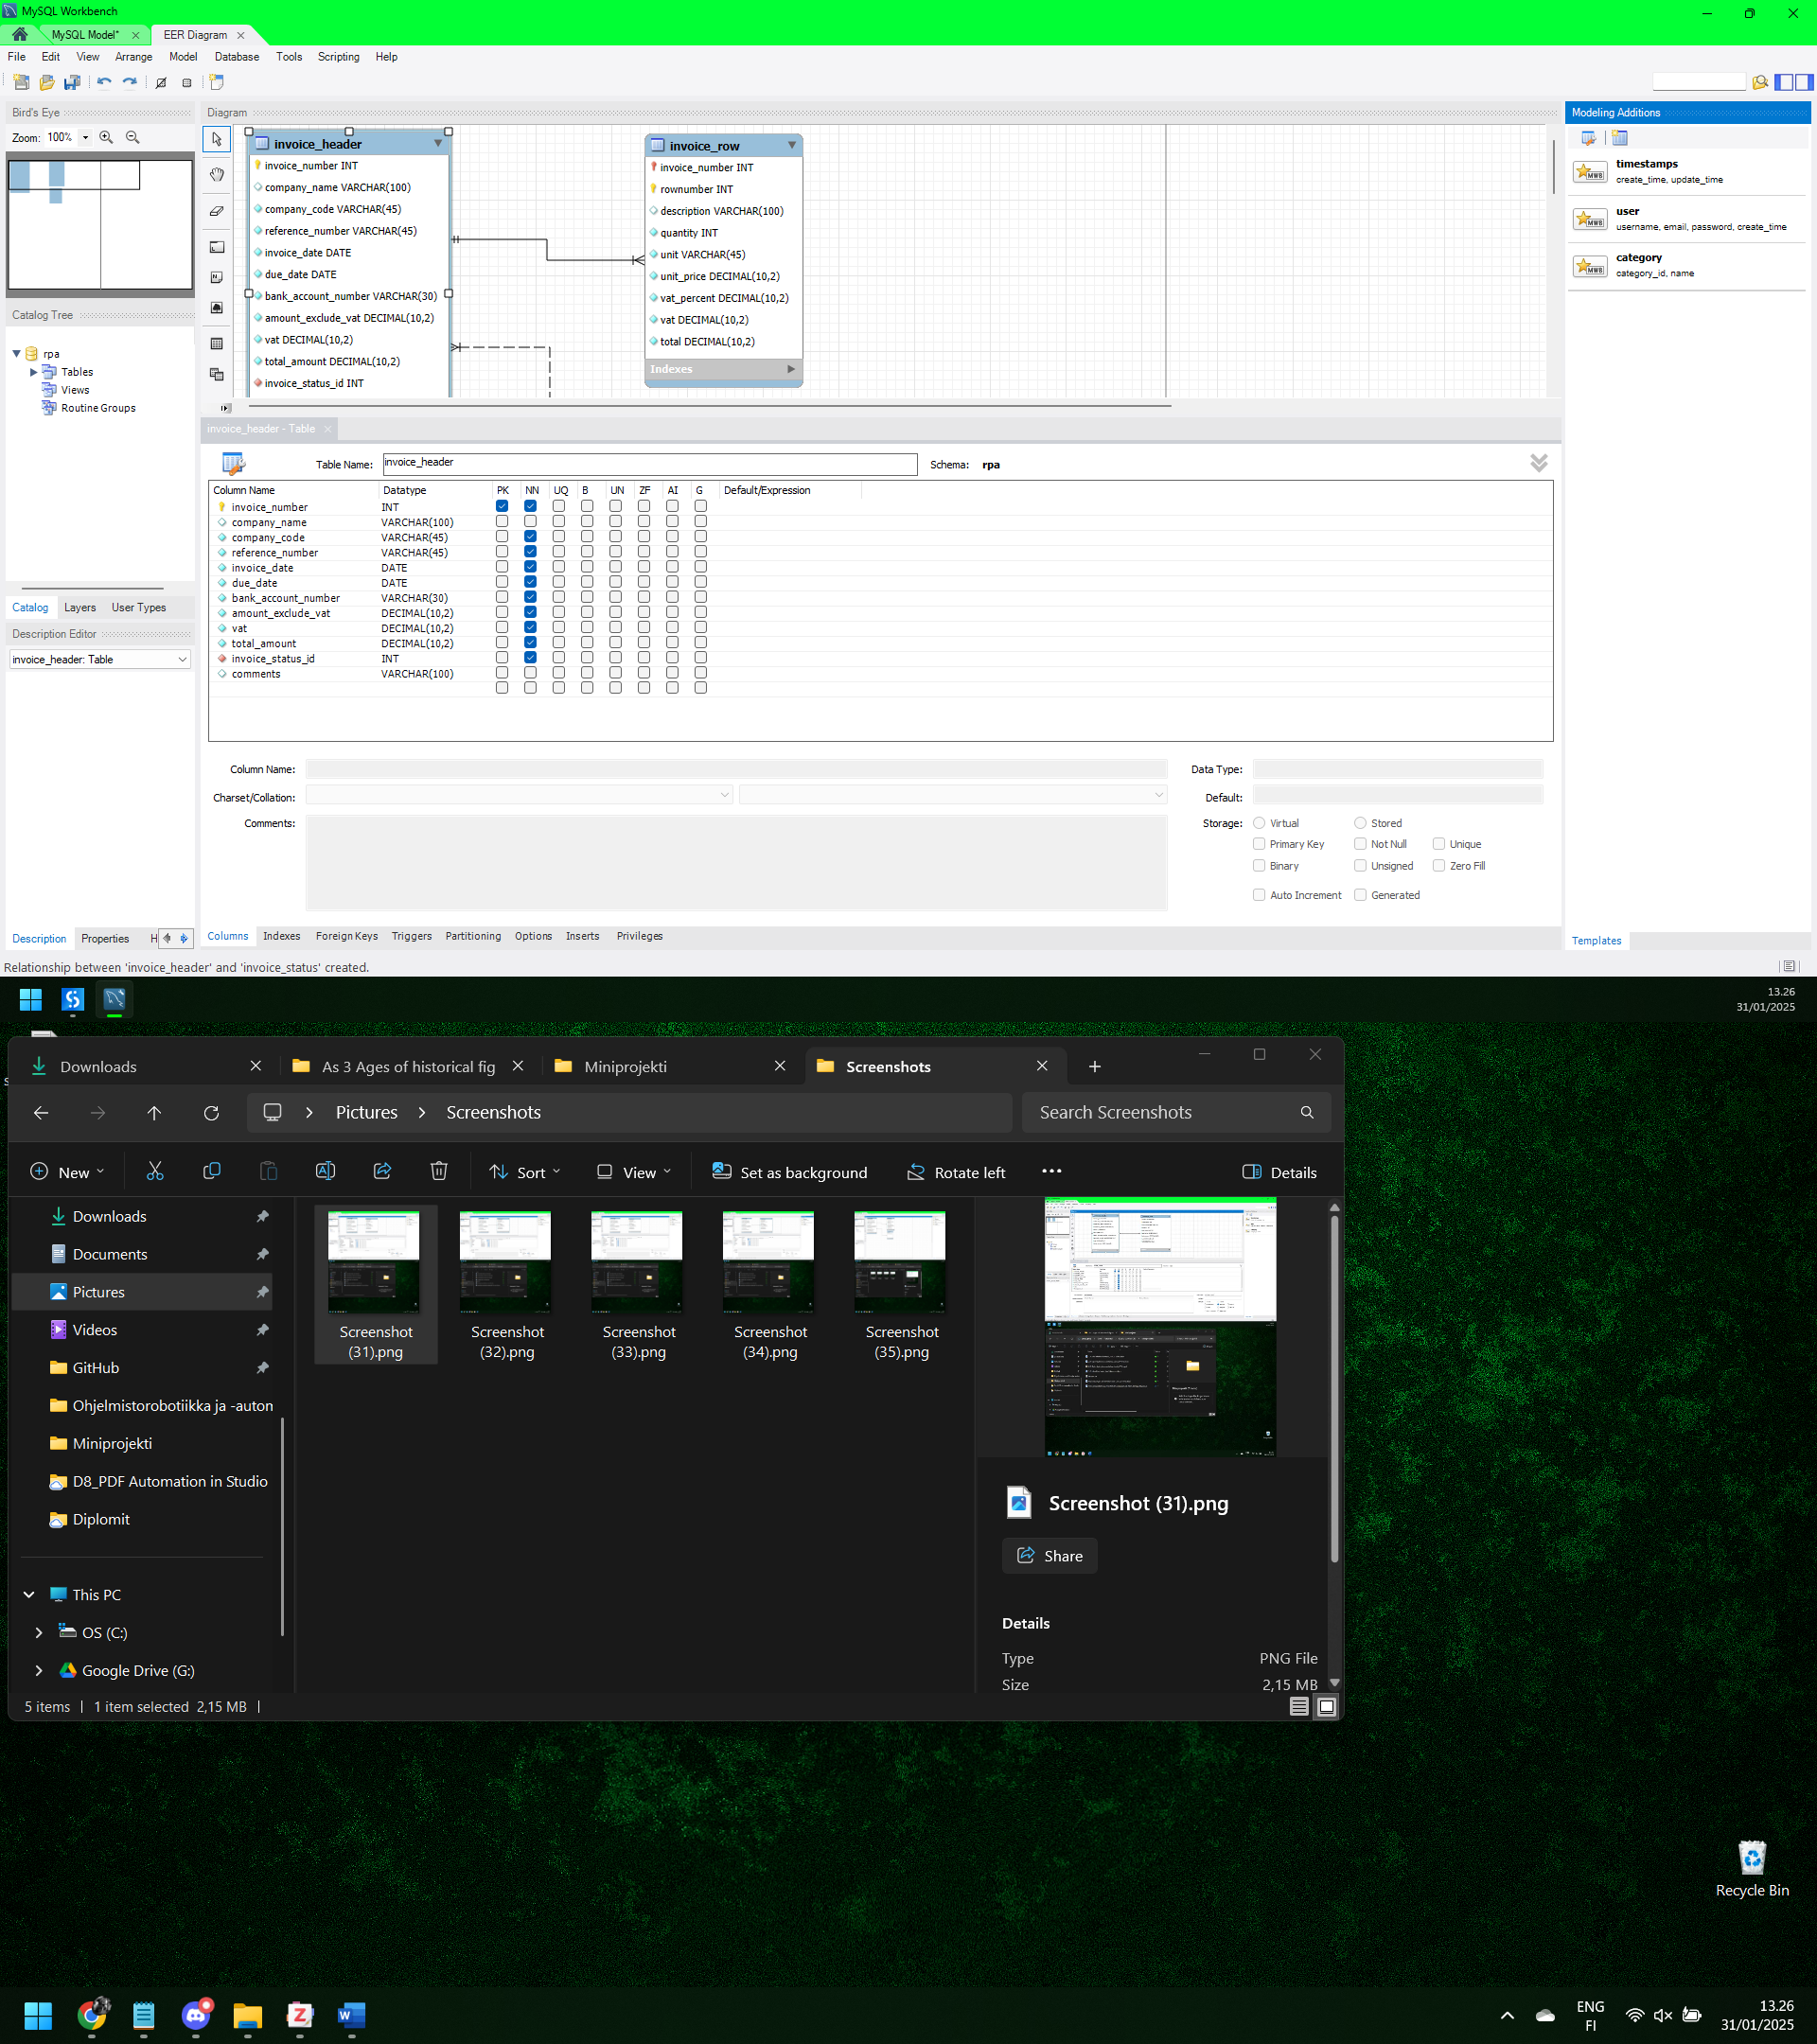 MySQL Workbench
MySQL Model* EER Diagram
File Edit View Arrange Model Database Tools Scripting Help
Bird's Eye
Zoom: 100%
Catalog Tree
rpa
Tables
Views
Routine Groups
Catalog Layers User Types
Description Editor
invoice_header: Table
Description Properties H
Diagram
invoice_header
invoice_number INT
company_name VARCHAR(100)
company_code VARCHAR(45)
reference_number VARCHAR(45)
invoice_date DATE
due_date DATE
bank_account_number VARCHAR(30)
amount_exclude_vat DECIMAL(10,2)
vat DECIMAL(10,2)
total_amount DECIMAL(10,2)
invoice_status_id INT
invoice_row
invoice_number INT
rownumber INT
description VARCHAR(100)
quantity INT
unit VARCHAR(45)
unit_price DECIMAL(10,2)
vat_percent DECIMAL(10,2)
vat DECIMAL(10,2)
total DECIMAL(10,2)
Indexes
Modeling Additions
timestamps
create_time, update_time
user
username, email, password, create_time
category
category_id, name
Templates
invoice_header - Table
Table Name: invoice_header Schema: rpa
Column Name Datatype PK NN UQ B UN ZF AI G Default/Expression
invoice_number INT
company_name VARCHAR(100)
company_code VARCHAR(45)
reference_number VARCHAR(45)
invoice_date DATE
due_date DATE
bank_account_number VARCHAR(30)
amount_exclude_vat DECIMAL(10,2)
vat DECIMAL(10,2)
total_amount DECIMAL(10,2)
invoice_status_id INT
comments VARCHAR(100)
Column Name: Data Type:
Charset/Collation: Default:
Comments: Storage: Virtual Stored
Primary Key Not Null Unique
Binary Unsigned Zero Fill
Auto Increment Generated
Columns Indexes Foreign Keys Triggers Partitioning Options Inserts Privileges
Relationship between 'invoice_header' and 'invoice_status' created.
13.26
31/01/2025
Downloads As 3 Ages of historical fig Miniprojekti Screenshots
Pictures Screenshots Search Screenshots
New Sort View Set as background Rotate left Details
Downloads
Documents
Pictures
Videos
GitHub
Ohjelmistorobotiikka ja -auton
Miniprojekti
D8_PDF Automation in Studio
Diplomit
This PC
OS (C:)
Google Drive (G:)
Screenshot (31).png
Screenshot (32).png
Screenshot (33).png
Screenshot (34).png
Screenshot (35).png
Screenshot (31).png
Share
Details
Type PNG File
Size 2,15 MB
5 items 1 item selected 2,15 MB
Recycle Bin
ENG
FI
13.26
31/01/2025